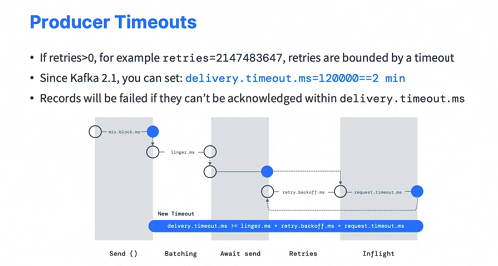 Producer Timeouts
• If retries>0, for example retries=2147483647, retries are bounded by a timeout
• Since Kafka 2.1, you can set: delivery.timeout.ms=120000==2 min
• Records will be failed if they can't be acknowledged within delivery.timeout.ms
max.block.ms
linger.ms
retry.backoff.ms
request.timeout.ms
New Timeout
delvery.timeout.ms >= linger.ms + retry.backoff.ms + request.timeout.ms
Send () Batching Await send Retries Inflight